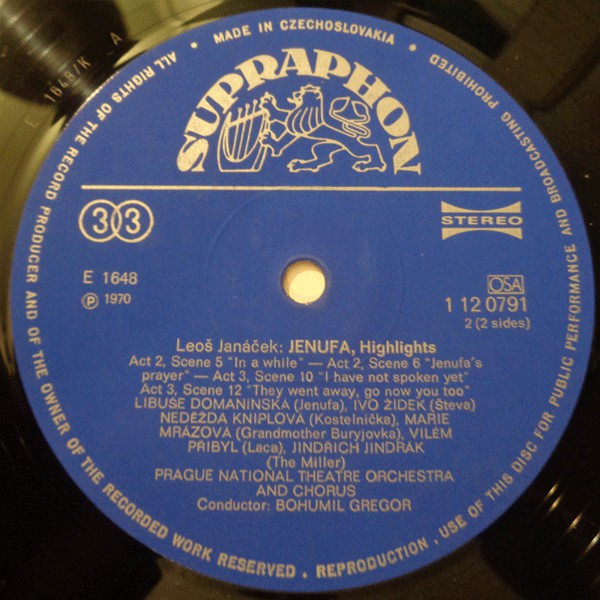 MADE IN CZECHOSLOVAKIA
ALL RIGHTS OF THE RECORD PRODUCER AND OF THE OWNER OF THE RECORDED WORK RESERVED . REPRODUCTION . USE OF THIS DISC FOR PUBLIC PERFORMANCE AND BROADCASTING PROHIBITED
SUPRAPHON
33
STEREO
E 1648
Ⓟ 1970
OSA
1 12 0791
2 (2 sides)
Leoš Janáček: JENUFA, Highlights
Act 2, Scene 5 "In a while" — Act 2, Scene 6 "Jenufa's
prayer" — Act 3, Scene 10 "I have not spoken yet"
Act 3, Scene 12 "They went away, go now you too"
LIBUŠE DOMANÍNSKÁ (Jenufa), IVO ŽÍDEK (Števa)
NEDĚŽDA KNIPLOVÁ (Kostelnička), MARIE
MRÁZOVÁ (Grandmother Buryjovka), VILÉM
PŘIBYL (Laca), JINDŘICH JINDRÁK
(The Miller)
PRAGUE NATIONAL THEATRE ORCHESTRA
AND CHORUS
Conductor: BOHUMIL GREGOR